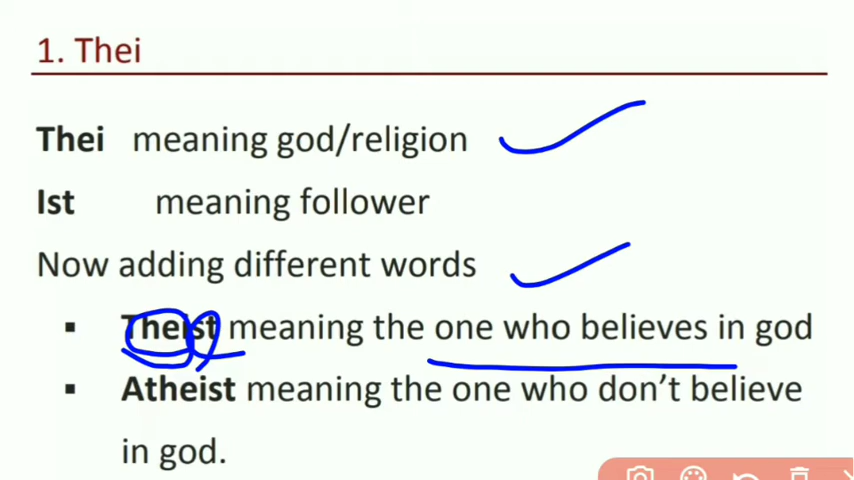 1. Thei
Thei meaning god/religion
Ist meaning follower
Now adding different words
▪ Theist meaning the one who believes in god
▪ Atheist meaning the one who don't believe
in god.